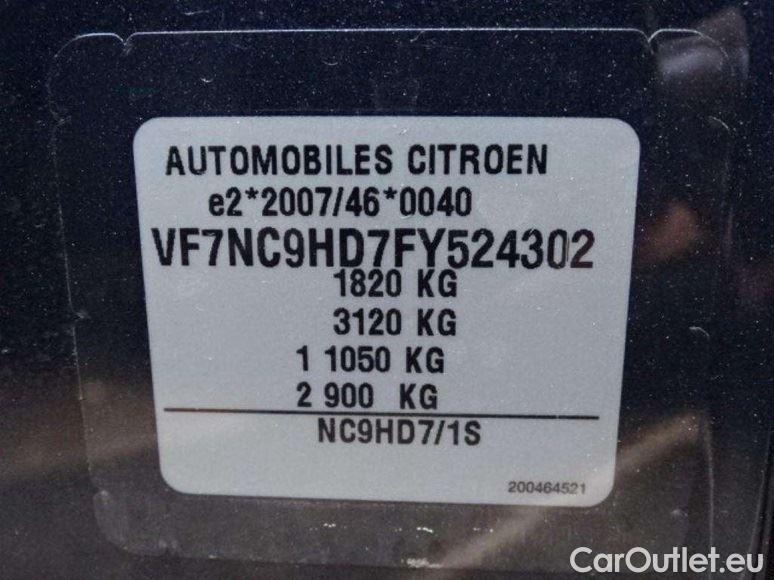 AUTOMOBILES CITROEN
e2*2007/46*0040
VF7NC9HD7FY524302
1820 KG
3120 KG
1 1050 KG
2 900 KG
NC9HD7/1S
200464521
CarOutlet.eu